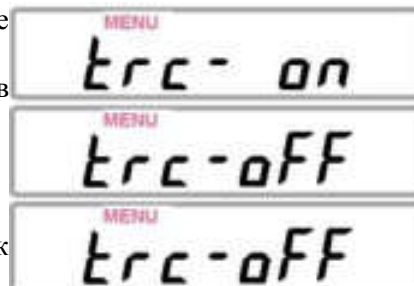 е
MENU
trc- on
в
MENU
trc-oFF
к
MENU
trc-oFF